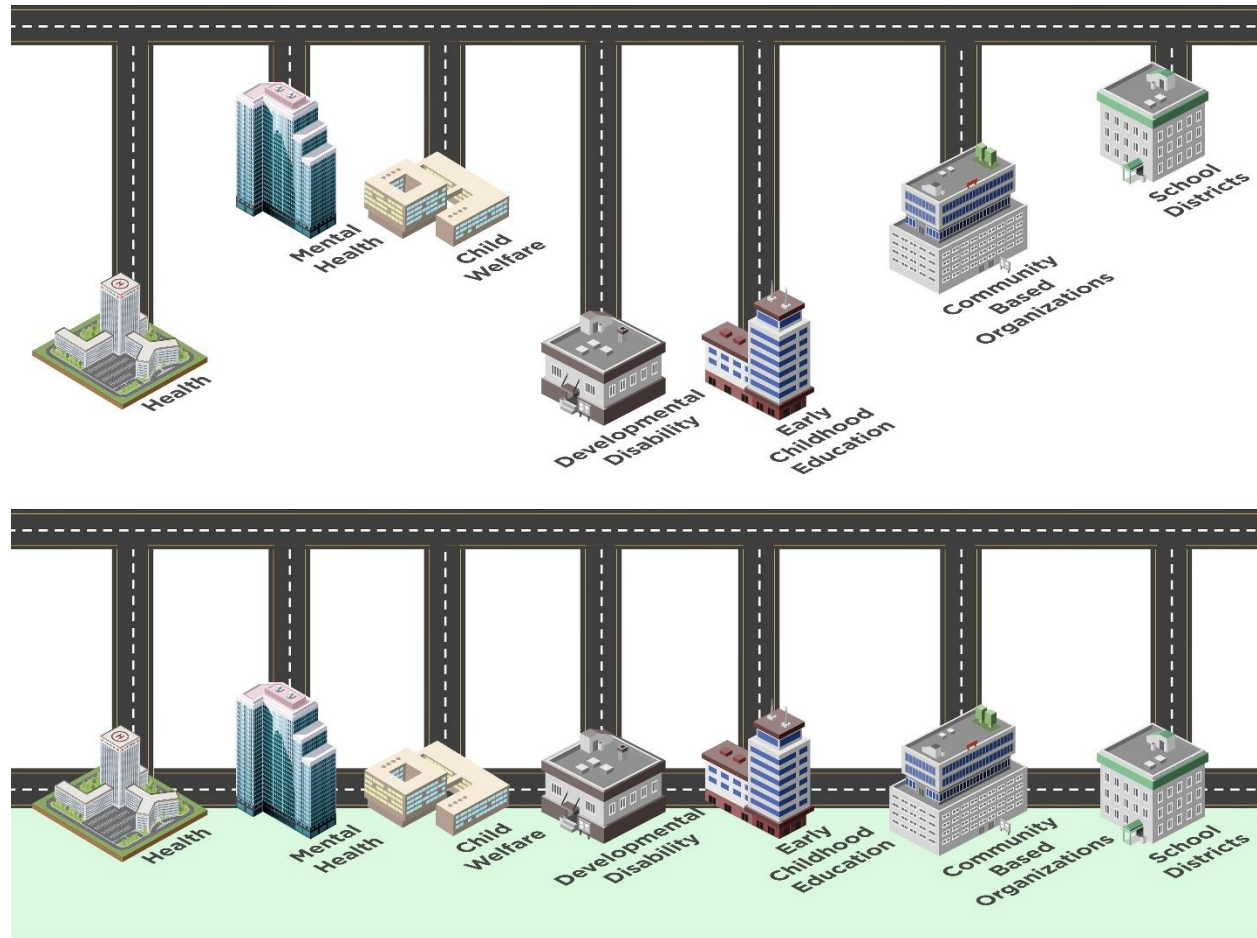 Mental
Health
Child
Welfare
School
Districts
Community
Based
Organizations
H
Health
Developmental
Disability
Early
Childhood
Education
H
Health
Mental
Health
Child
Welfare
Developmental
Disability
Early
Childhood
Education
Community
Based
Organizations
School
Districts